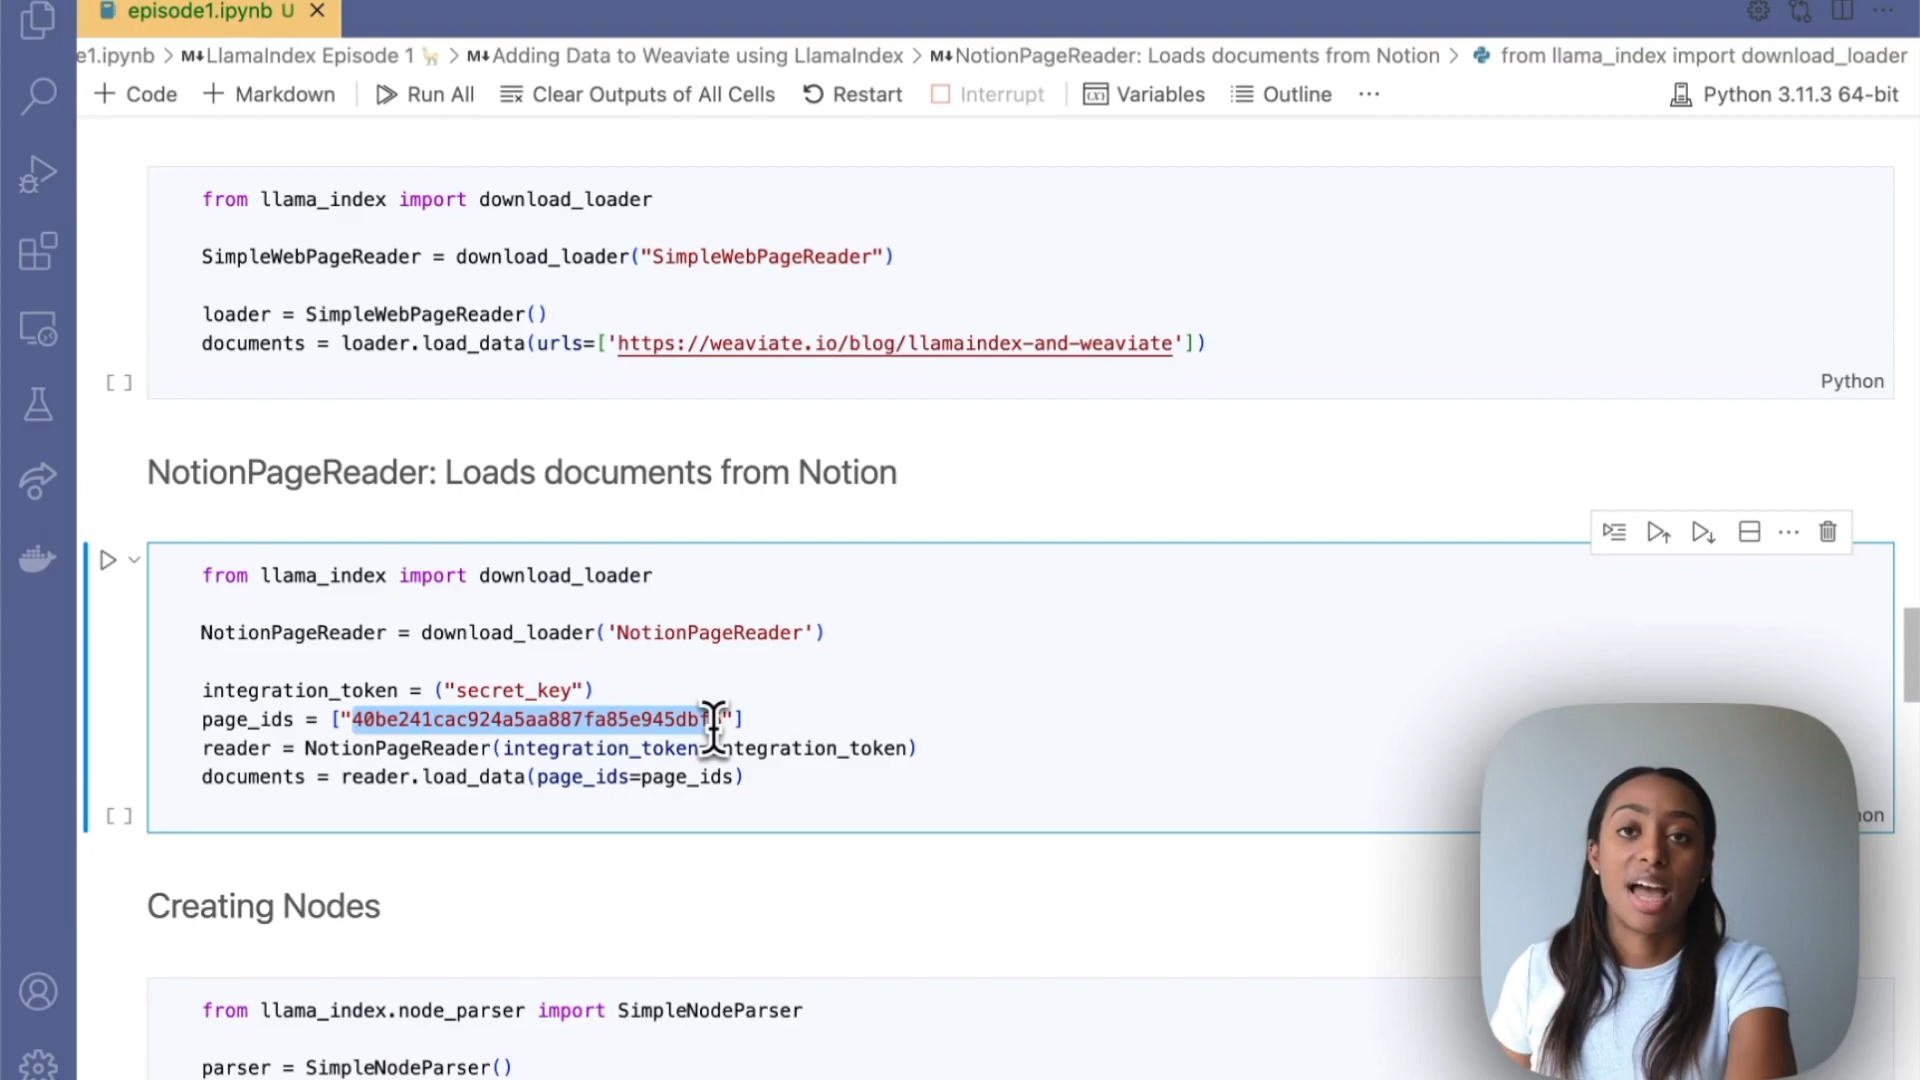 episode1.ipynb U
e1.ipynb > M↓LlamaIndex Episode 1 🦙 > M↓Adding Data to Weaviate using LlamaIndex > M↓NotionPageReader: Loads documents from Notion > from llama_index import download_loader
+ Code + Markdown Run All Clear Outputs of All Cells Restart Interrupt Variables Outline ··· Python 3.11.3 64-bit
from llama_index import download_loader
SimpleWebPageReader = download_loader("SimpleWebPageReader")
loader = SimpleWebPageReader()
documents = loader.load_data(urls=['https://weaviate.io/blog/llamaindex-and-weaviate'])
[ ]
Python
NotionPageReader: Loads documents from Notion
from llama_index import download_loader
NotionPageReader = download_loader('NotionPageReader')
integration_token = ("secret_key")
page_ids = ["40be241cac924a5aa887fa85e945dbf"]
reader = NotionPageReader(integration_token ntegration_token)
documents = reader.load_data(page_ids=page_ids)
[ ]
on
Creating Nodes
from llama_index.node_parser import SimpleNodeParser
parser = SimpleNodeParser()